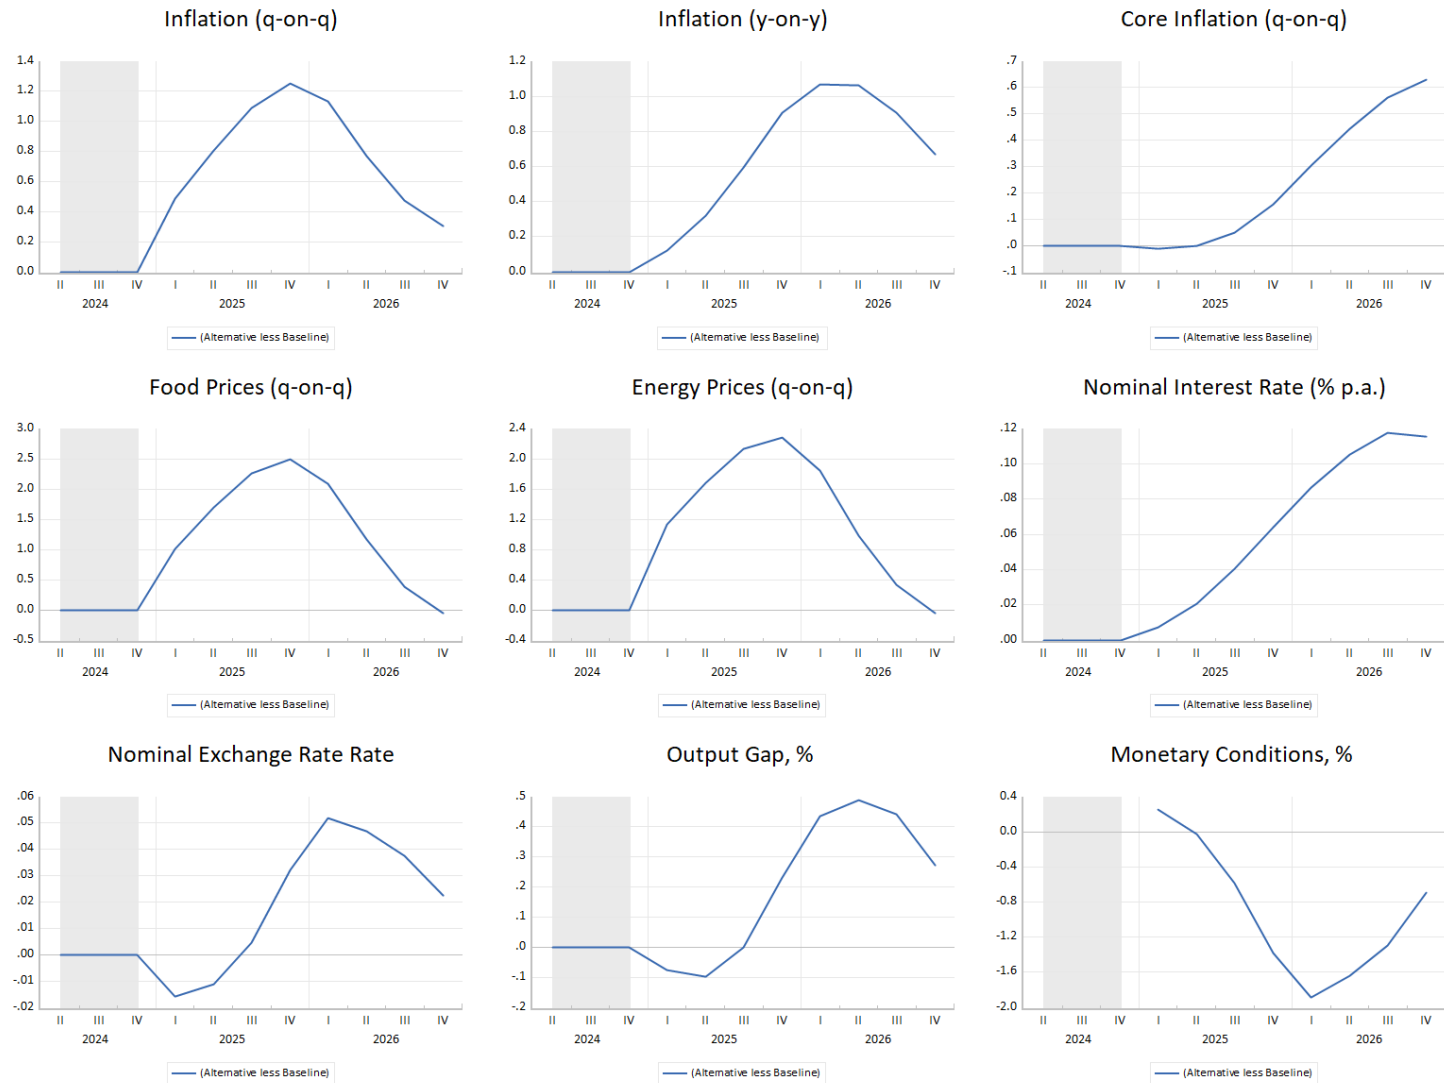 Inflation (q-on-q)
1.4
1.2
1.0
0.8
0.6
0.4
0.2
0.0
II III IV I II III IV I II III IV
2024 2025 2026
(Alternative less Baseline)
Inflation (y-on-y)
1.2
1.0
0.8
0.6
0.4
0.2
0.0
II III IV I II III IV I II III IV
2024 2025 2026
(Alternative less Baseline)
Core Inflation (q-on-q)
.7
.6
.5
.4
.3
.2
.1
.0
-.1
II III IV I II III IV I II III IV
2024 2025 2026
(Alternative less Baseline)
Food Prices (q-on-q)
3.0
2.5
2.0
1.5
1.0
0.5
0.0
-0.5
II III IV I II III IV I II III IV
2024 2025 2026
(Alternative less Baseline)
Energy Prices (q-on-q)
2.4
2.0
1.6
1.2
0.8
0.4
0.0
-0.4
II III IV I II III IV I II III IV
2024 2025 2026
(Alternative less Baseline)
Nominal Interest Rate (% p.a.)
.12
.10
.08
.06
.04
.02
.00
II III IV I II III IV I II III IV
2024 2025 2026
(Alternative less Baseline)
Nominal Exchange Rate Rate
.06
.05
.04
.03
.02
.01
.00
-.01
-.02
II III IV I II III IV I II III IV
2024 2025 2026
(Alternative less Baseline)
Output Gap, %
.5
.4
.3
.2
.1
.0
-.1
-.2
II III IV I II III IV I II III IV
2024 2025 2026
(Alternative less Baseline)
Monetary Conditions, %
0.4
0.0
-0.4
-0.8
-1.2
-1.6
-2.0
II III IV I II III IV I II III IV
2024 2025 2026
(Alternative less Baseline)